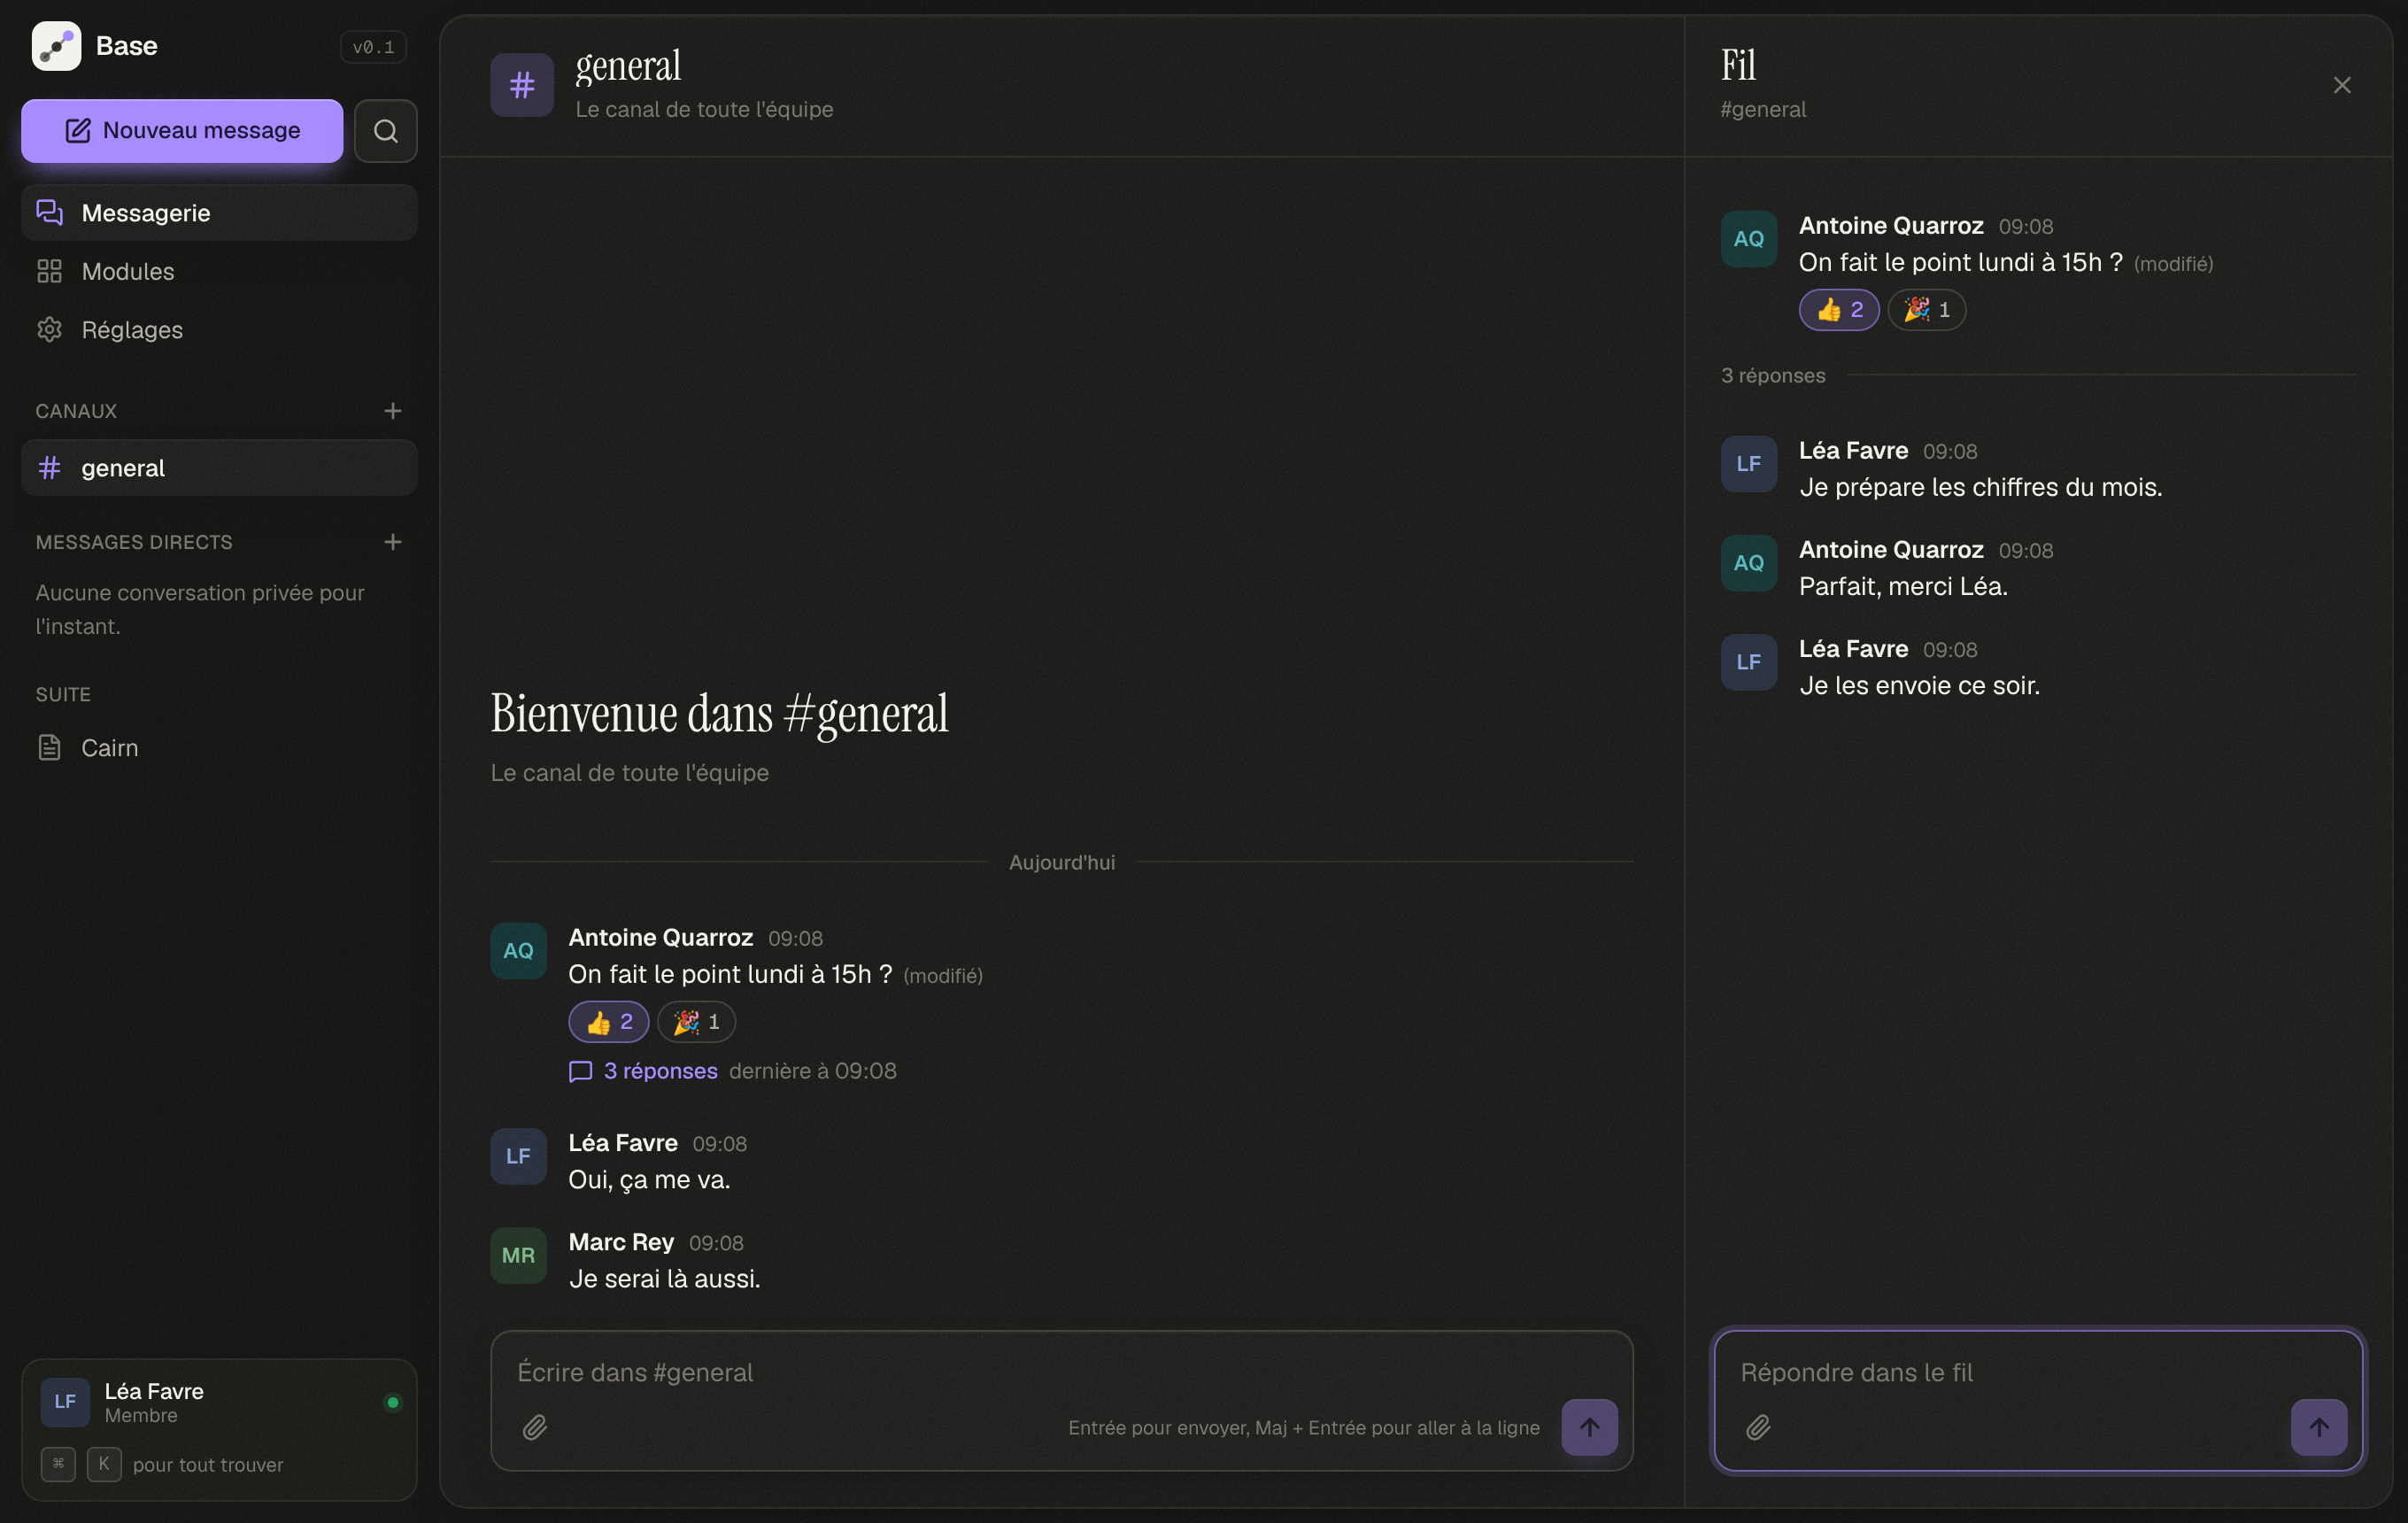 Base
v0.1
Nouveau message
Messagerie
Modules
Réglages
CANAUX
# general
MESSAGES DIRECTS
Aucune conversation privée pour
l'instant.
SUITE
Cairn
LF
Léa Favre
Membre
⌘ K pour tout trouver
#
general
Le canal de toute l'équipe
Bienvenue dans #general
Le canal de toute l'équipe
Aujourd'hui
AQ
Antoine Quarroz 09:08
On fait le point lundi à 15h ? (modifié)
👍 2 🎉 1
3 réponses dernière à 09:08
LF
Léa Favre 09:08
Oui, ça me va.
MR
Marc Rey 09:08
Je serai là aussi.
Écrire dans #general
Entrée pour envoyer, Maj + Entrée pour aller à la ligne
Fil
#general
AQ
Antoine Quarroz 09:08
On fait le point lundi à 15h ? (modifié)
👍 2 🎉 1
3 réponses
LF
Léa Favre 09:08
Je prépare les chiffres du mois.
AQ
Antoine Quarroz 09:08
Parfait, merci Léa.
LF
Léa Favre 09:08
Je les envoie ce soir.
Répondre dans le fil